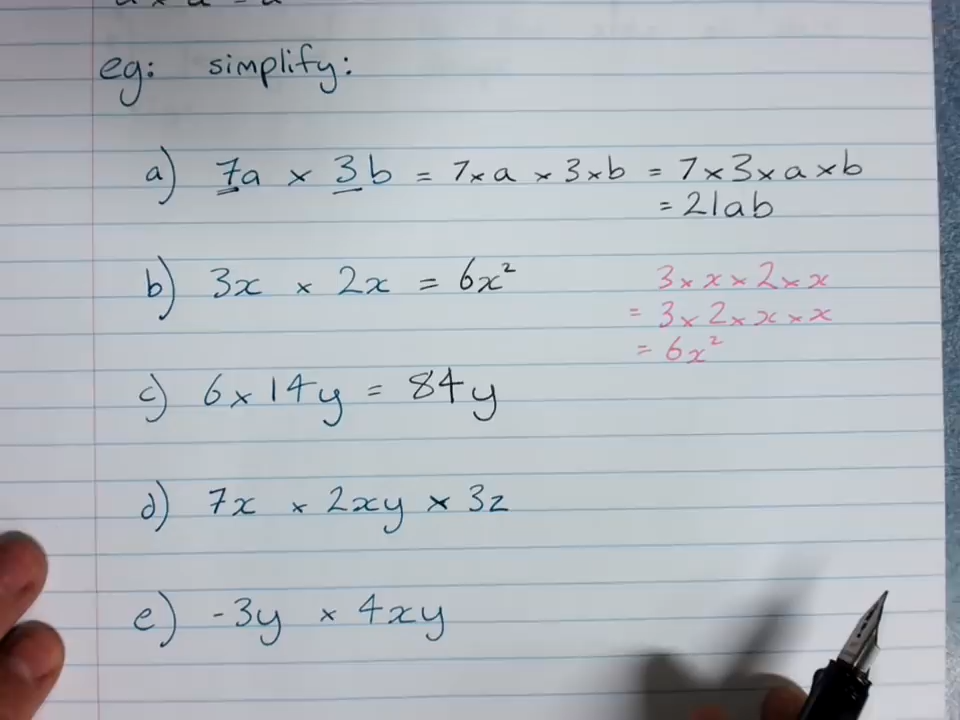 eg: simplify:
a) 7a × 3b = 7×a × 3×b = 7×3×a×b
= 21ab
b) 3x × 2x = 6x²
3×x×2×x
= 3×2×x×x
= 6x²
c) 6×14y = 84y
d) 7x × 2xy × 3z
e) -3y × 4xy